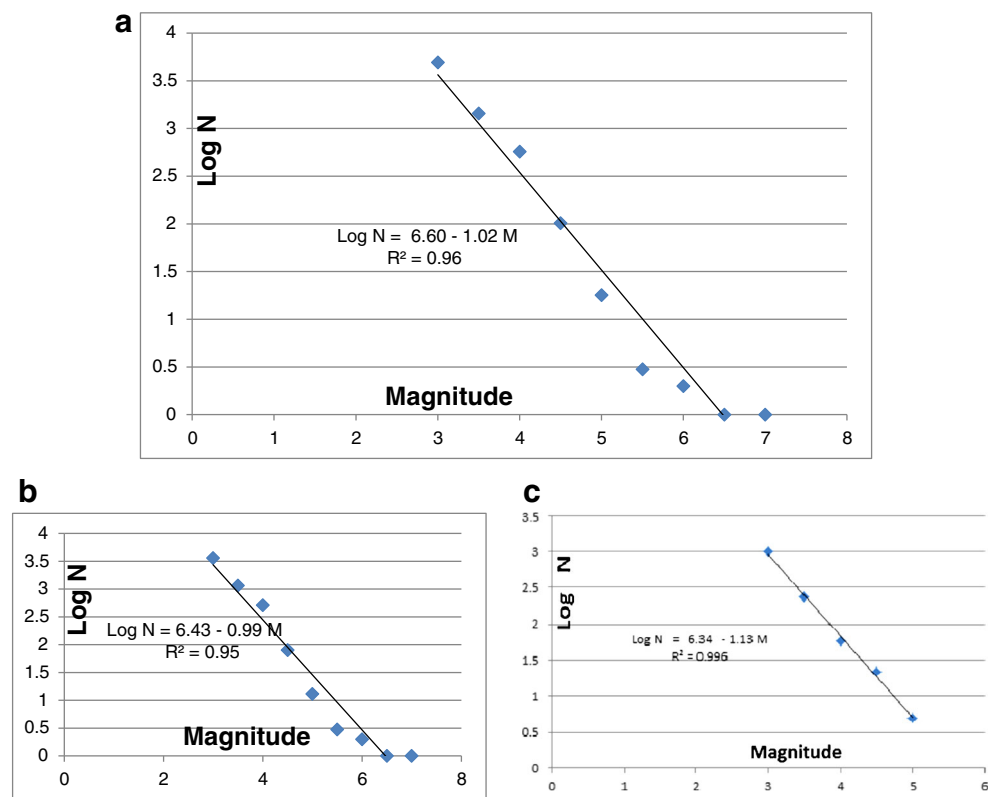 a
4
3.5
3
2.5
2
1.5
1
0.5
0
Log N
Log N = 6.60 - 1.02 M
R² = 0.96
Magnitude
0 1 2 3 4 5 6 7 8
b
4
3.5
3
2.5
2
1.5
1
0.5
0
Log N
Log N = 6.43 - 0.99 M
R² = 0.95
Magnitude
0 2 4 6 8
c
3.5
3
2.5
2
1.5
1
0.5
0
Log N
Log N = 6.34 - 1.13 M
R² = 0.996
Magnitude
0 1 2 3 4 5 6